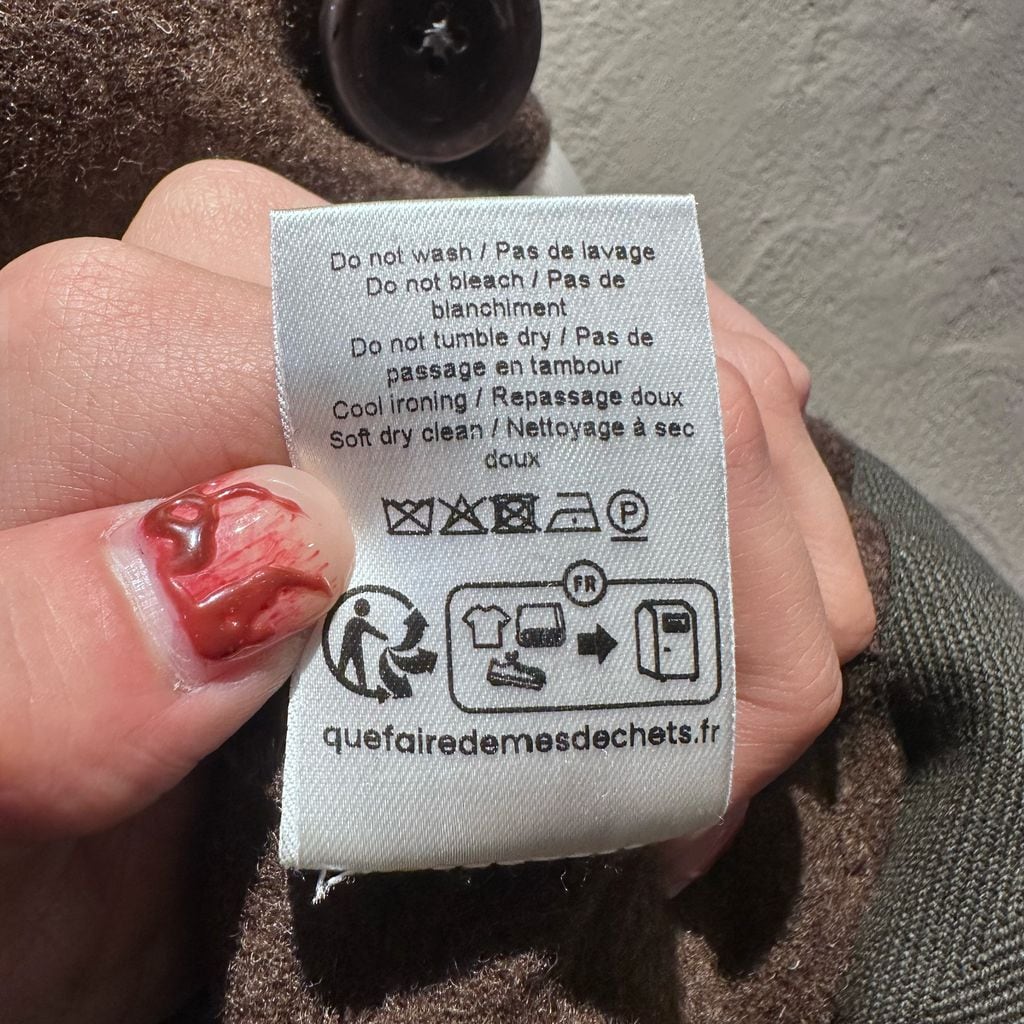 Do not wash / Pas de lavage
Do not bleach / Pas de
blanchiment
Do not tumble dry / Pas de
passage en tambour
Cool ironing / Repassage doux
Soft dry clean / Nettoyage à sec
doux
P
FR
quefairedemesdechets.fr